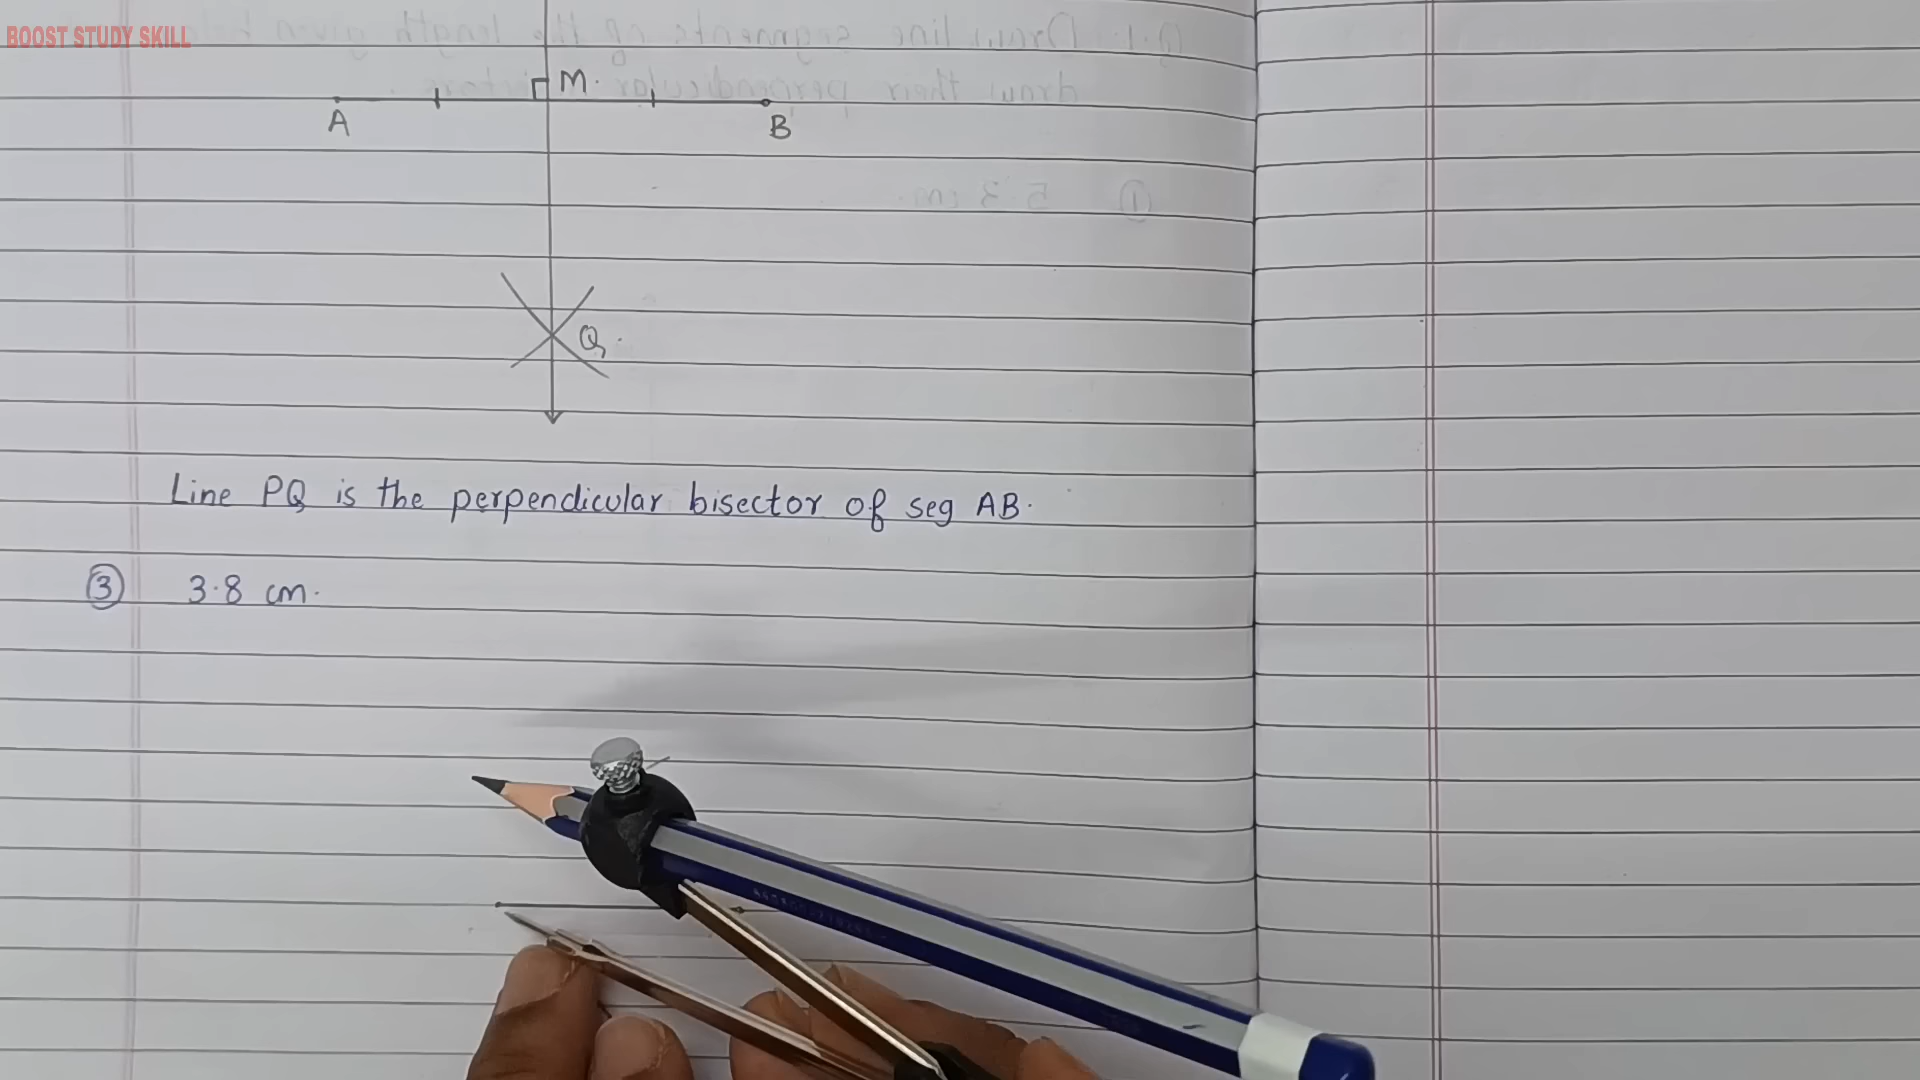 BOOST STUDY SKILL
M.
A
B
Q.
Line PQ is the perpendicular bisector of seg AB.
③ 3.8 cm.